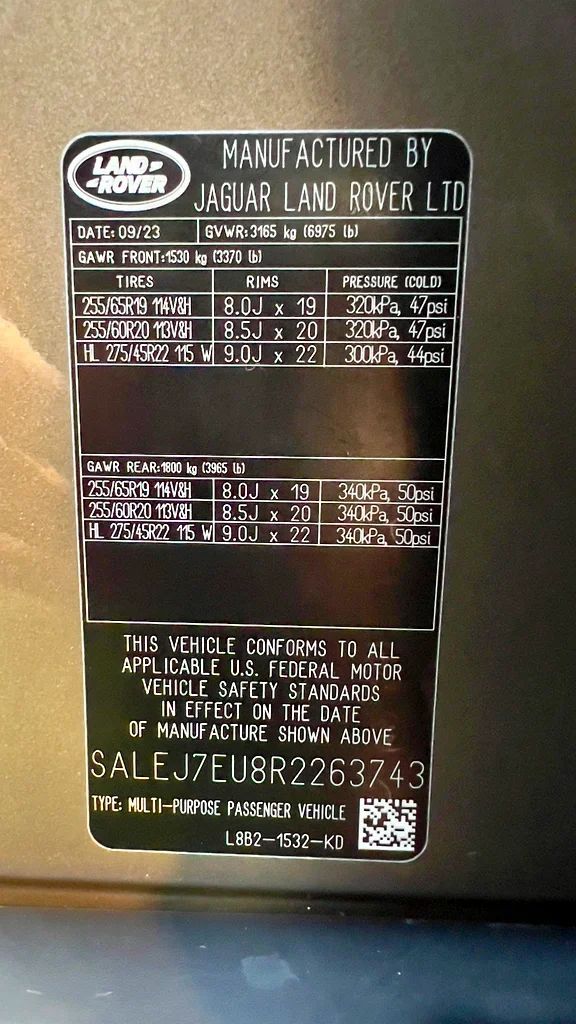 LAND-
-ROVER
MANUFACTURED BY
JAGUAR LAND ROVER LTD
DATE: 09/23 GVWR: 3165 kg (6975 lb)
GAWR FRONT: 1530 kg (3370 lb)
TIRES RIMS PRESSURE (COLD)
255/65R19 114V&H 8.0J x 19 320kPa, 47psi
255/60R20 113V&H 8.5J x 20 320kPa, 47psi
HL 275/45R22 115 W 9.0J x 22 300kPa, 44psi
GAWR REAR: 1800 kg (3965 lb)
255/65R19 114V&H 8.0J x 19 340kPa, 50psi
255/60R20 113V&H 8.5J x 20 340kPa, 50psi
HL 275/45R22 115 W 9.0J x 22 340kPa, 50psi
THIS VEHICLE CONFORMS TO ALL
APPLICABLE U.S. FEDERAL MOTOR
VEHICLE SAFETY STANDARDS
IN EFFECT ON THE DATE
OF MANUFACTURE SHOWN ABOVE
SALEJ7EU8R2263743
TYPE: MULTI-PURPOSE PASSENGER VEHICLE
L8B2-1532-KD